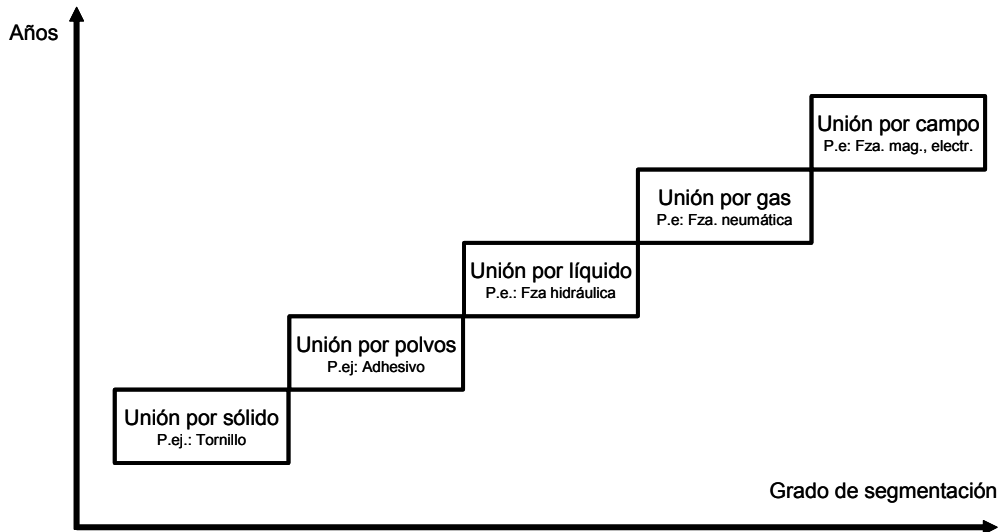 Años
Unión por campo
P.e: Fza. mag., electr.
Unión por gas
P.e: Fza. neumática
Unión por líquido
P.e.: Fza hidráulica
Unión por polvos
P.ej: Adhesivo
Unión por sólido
P.ej.: Tornillo
Grado de segmentación